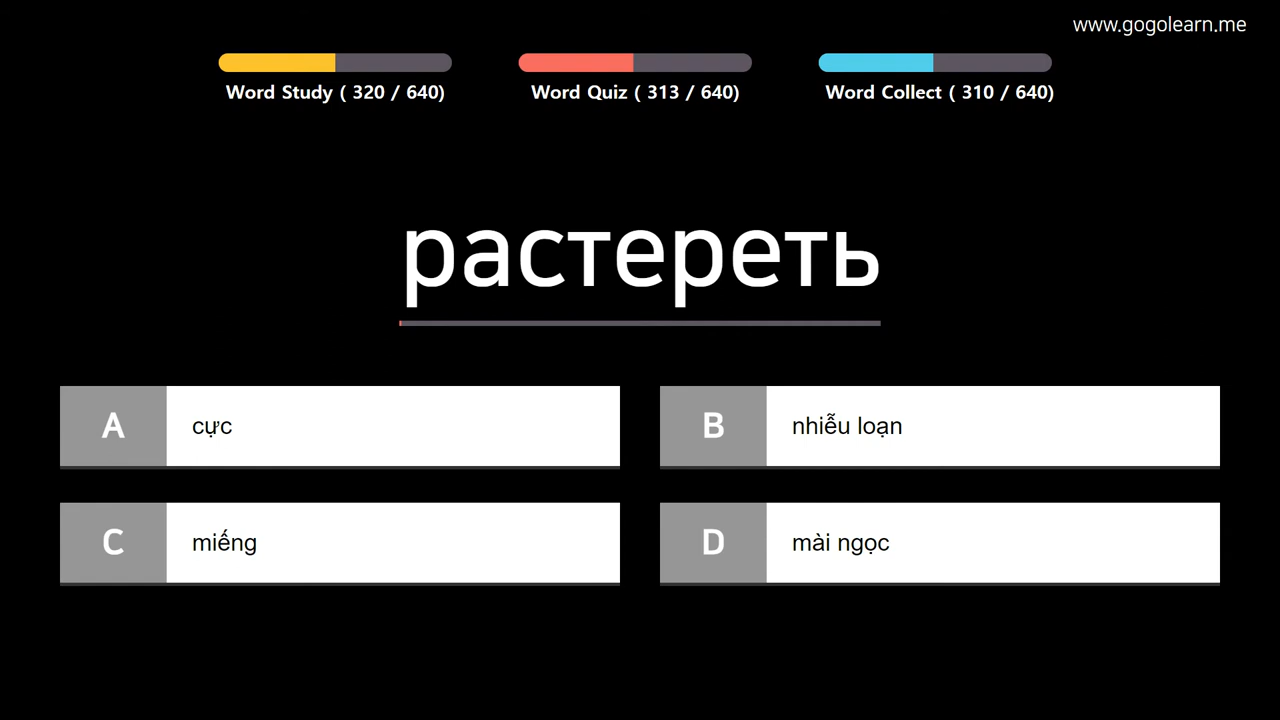 www.gogolearn.me
Word Study ( 320 / 640)
Word Quiz ( 313 / 640)
Word Collect ( 310 / 640)
растереть
A cực
B nhiễu loạn
C miếng
D mài ngọc